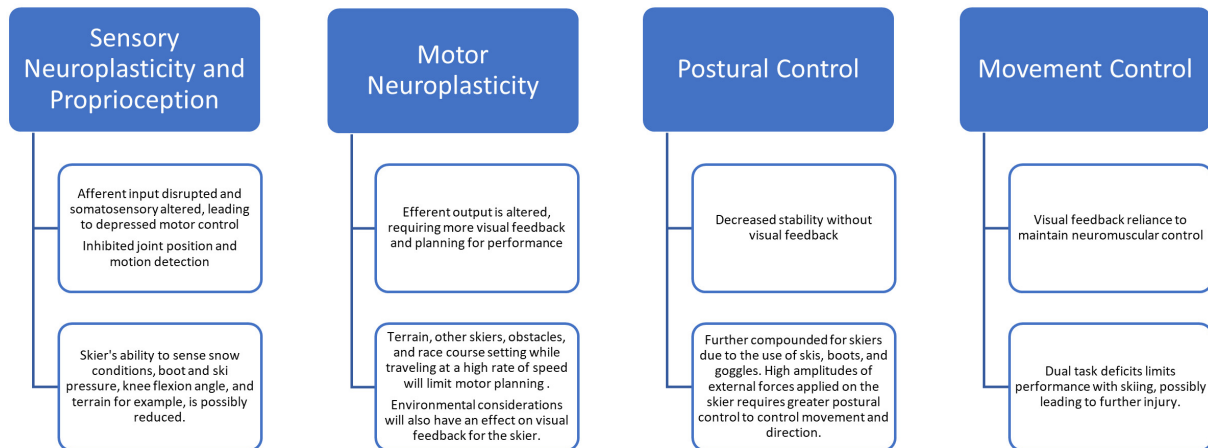 Sensory
Neuroplasticity and
Proprioception
Afferent input disrupted and
somatosensory altered, leading
to depressed motor control
Inhibited joint position and
motion detection
Skier's ability to sense snow
conditions, boot and ski
pressure, knee flexion angle, and
terrain for example, is possibly
reduced.
Motor
Neuroplasticity
Efferent output is altered,
requiring more visual feedback
and planning for performance
Terrain, other skiers, obstacles,
and race course setting while
traveling at a high rate of speed
will limit motor planning .
Environmental considerations
will also have an effect on visual
feedback for the skier.
Postural Control
Decreased stability without
visual feedback
Further compounded for skiers
due to the use of skis, boots, and
goggles. High amplitudes of
external forces applied on the
skier requires greater postural
control to control movement and
direction.
Movement Control
Visual feedback reliance to
maintain neuromuscular control
Dual task deficits limits
performance with skiing, possibly
leading to further injury.